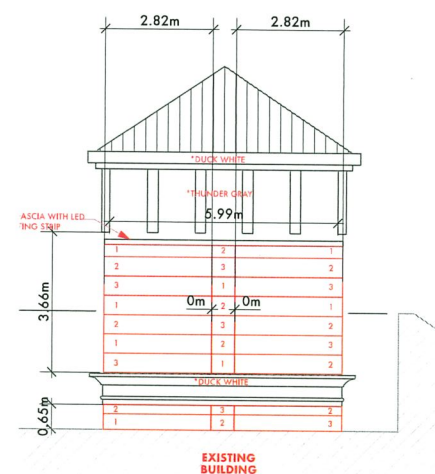 2.82m 2.82m
*DUCK WHITE
*THUNDER GRAY
ASCIA WITH LED
TING STRIP
5.99m
1 2 1
2 3 2
3 1 3
3.66m
1 2 1
0m 0m
2 3 2
1 2 3
3 1 2
*DUCK WHITE
0.65m
2 3 2
1 2 3
EXISTING
BUILDING